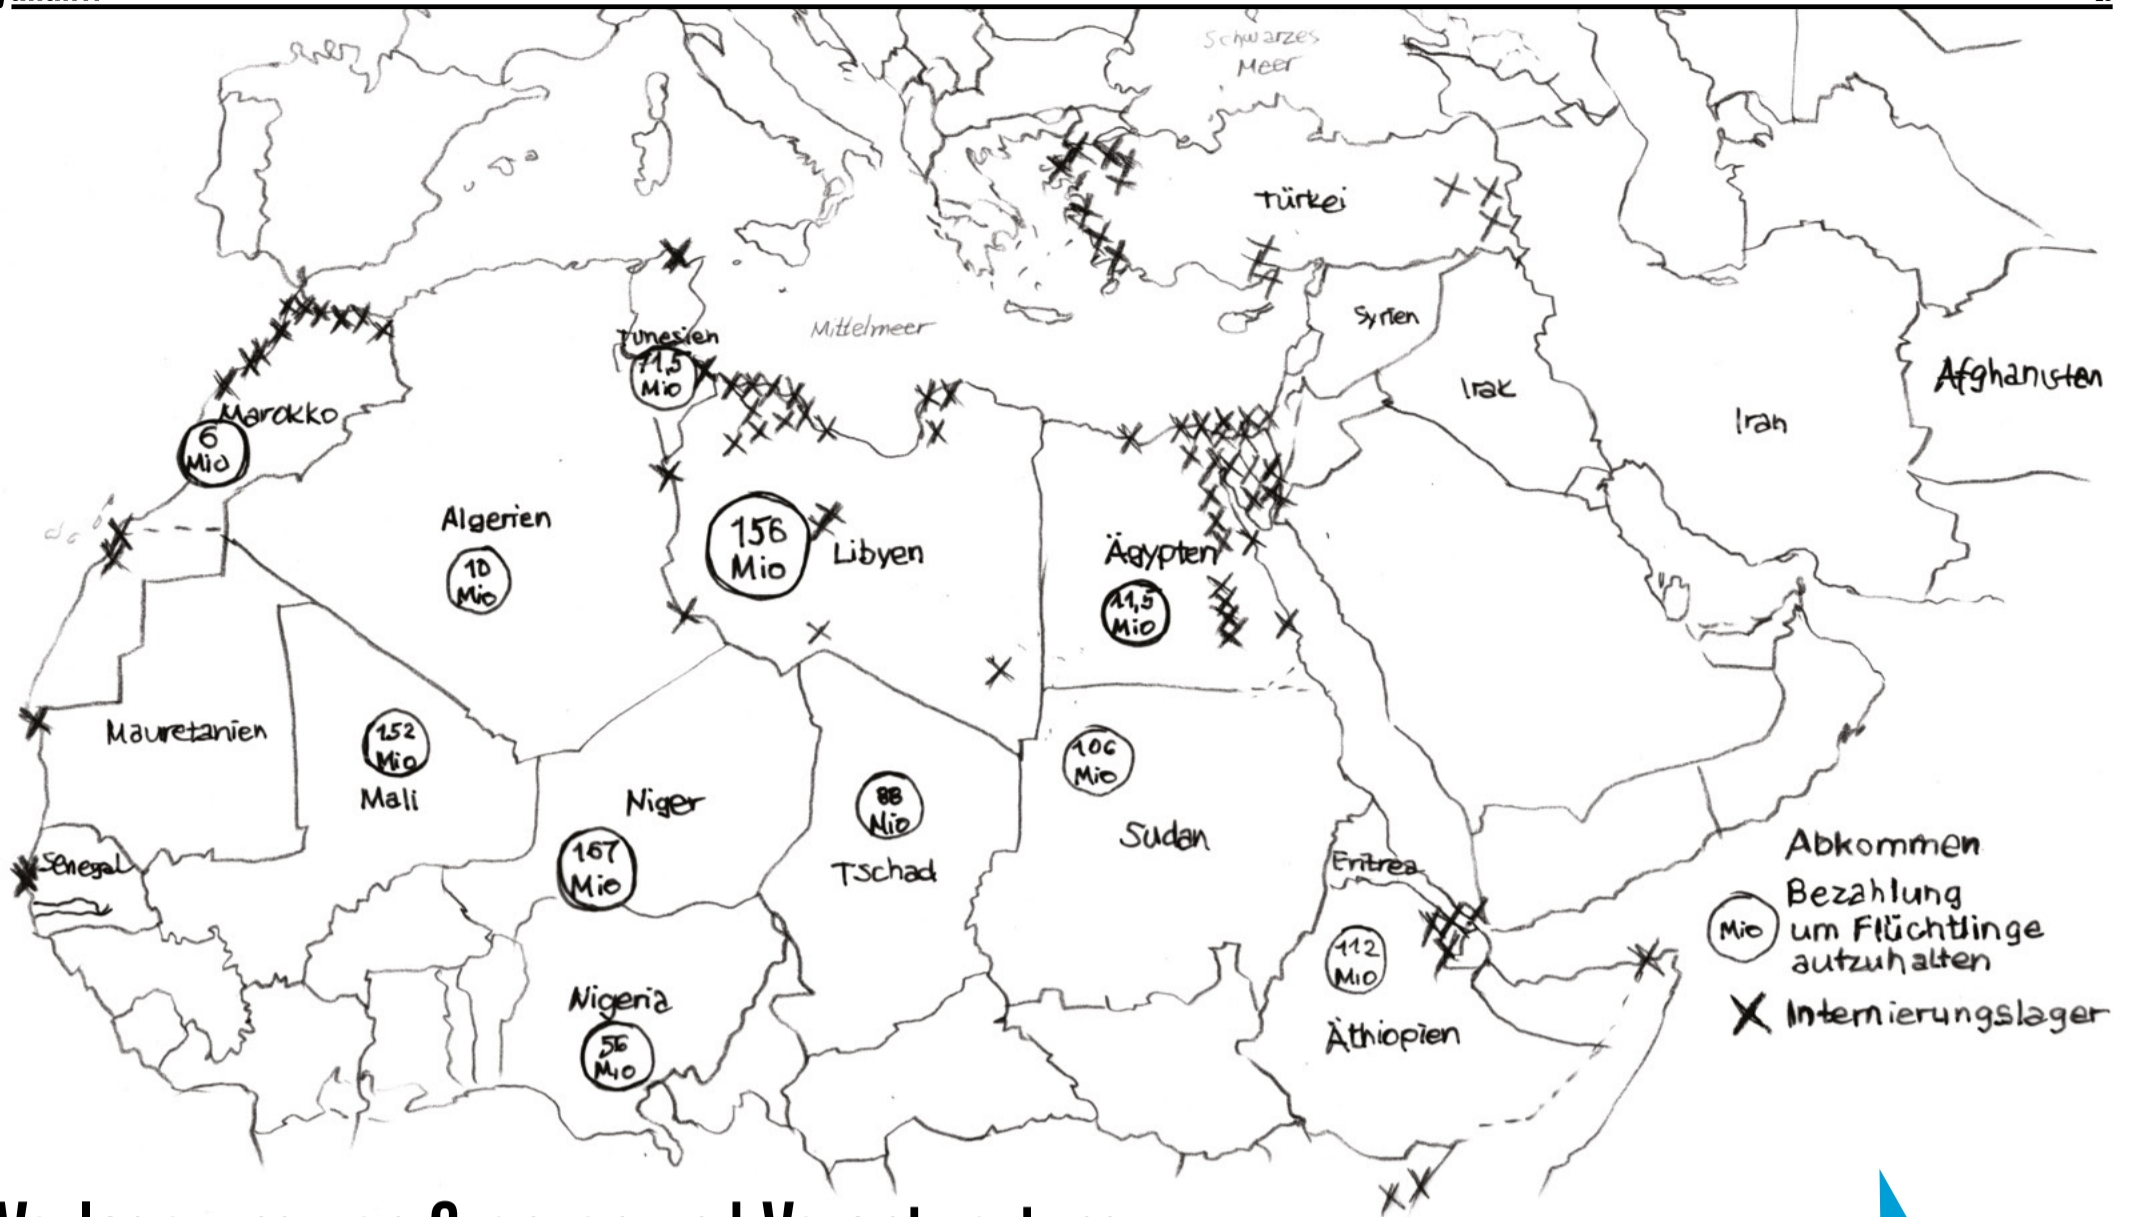 Schwarzes
Meer
Türkei
Syrien
Mittelmeer
Tunesien
71,5
Mio
Afghanisten
Irak
Iran
Marokko
6
Mio
Algerien
10
Mio
156
Mio
Libyen
Ägypten
11,5
Mio
Mauretanien
152
Mio
Mali
Niger
167
Mio
88
Mio
Tschad
106
Mio
Sudan
Senegal
Eritrea
112
Mio
Äthiopien
Nigeria
56
Mio
Abkommen
Mio
Bezahlung
um Flüchtlinge
aufzuhalten
X Internierungslager